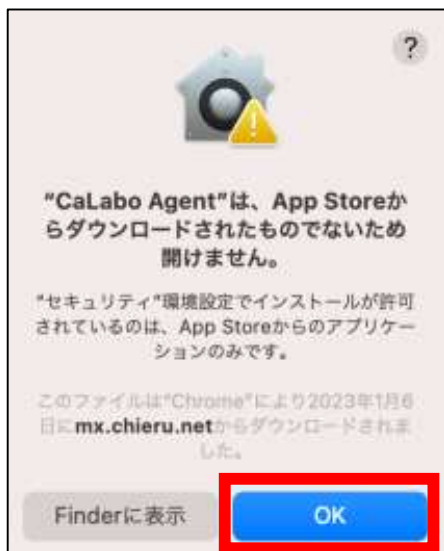 ?
"CaLabo Agent"は、App Storeか
らダウンロードされたものでないため
開けません。
"セキュリティ"環境設定でインストールが許可
されているのは、App Storeからのアプリケー
ションのみです。
このファイルは"Chrome"により2023年1月6
日にmx.chieru.netからダウンロードされま
した。
Finderに表示
OK